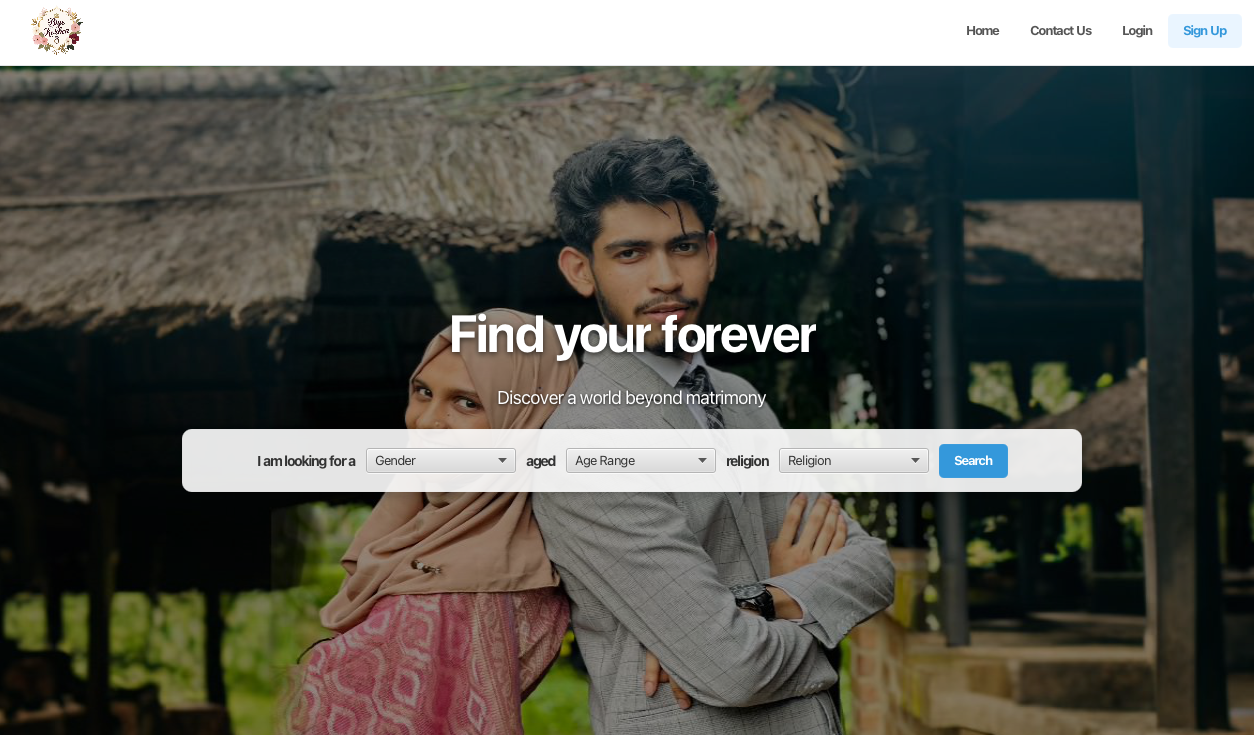 Home
Contact Us
Login
Sign Up
Find your forever
Discover a world beyond matrimony
I am looking for a Gender aged Age Range religion Religion Search